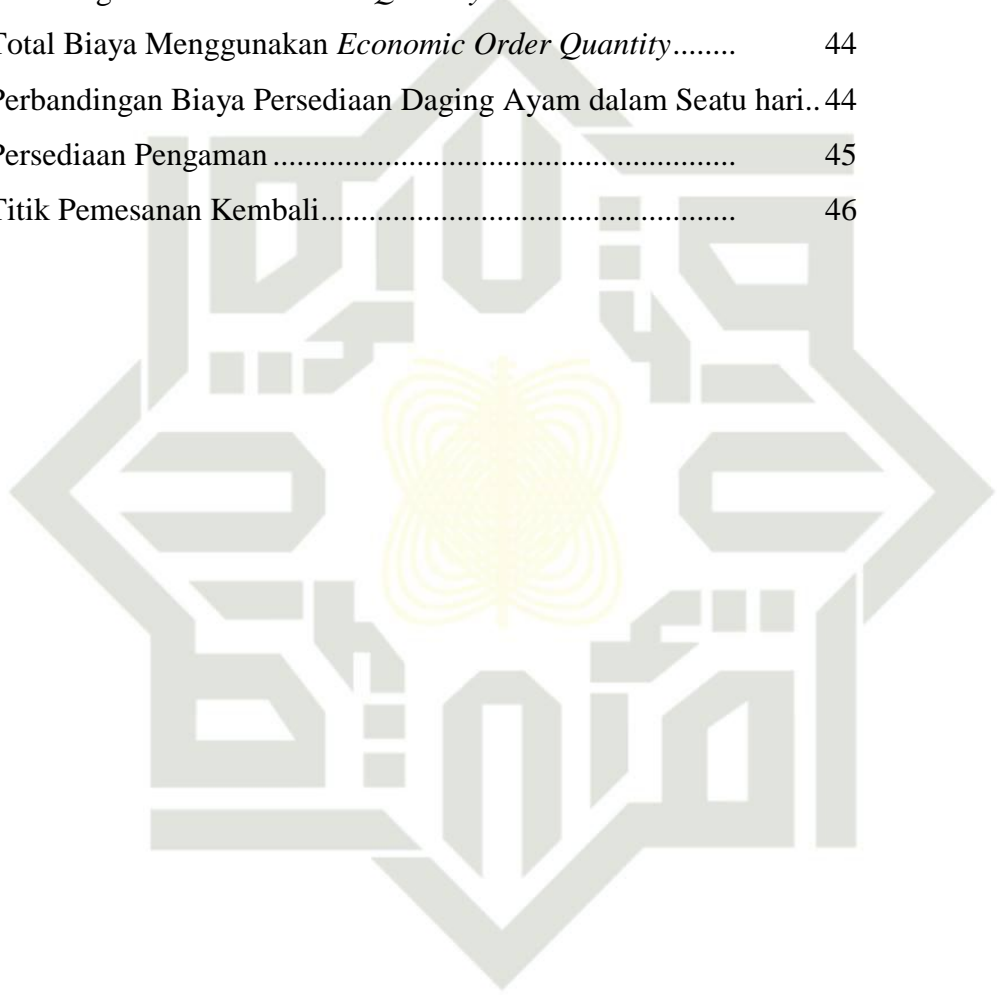 Total Biaya Menggunakan Economic Order Quantity........ 44
Perbandingan Biaya Persediaan Daging Ayam dalam Seatu hari.. 44
Persediaan Pengaman .......................................................... 45
Titik Pemesanan Kembali.................................................... 46